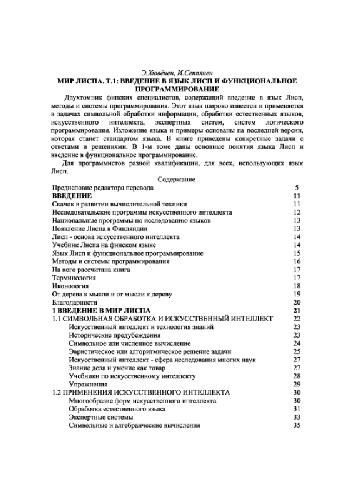 Э.Хювёнен, И.Сеппянен
МИР ЛИСПА. Т.1: ВВЕДЕНИЕ В ЯЗЫК ЛИСП И ФУНКЦИОНАЛЬНОЕ
ПРОГРАММИРОВАНИЕ
Двухтомник финских специалистов, содержащий введение в язык Лисп,
методы и системы программирования. Этот язык широко известен и применяется
в задачах символьной обработки информации, обработки естественных языков,
искусственного интеллекта, экспертных систем, систем логического
программирования. Изложение языка и примеры основаны на последней версии,
которая станет стандартом языка. В книге приведены конкретные задачи с
ответами и решениями. В 1-м томе даны основные понятия языка Лисп и
введение в функциональное программирование.
Для программистов разной квалификации, для всех, использующих язык
Лисп.
Содержание
Предисловие редактора перевода 5
ВВЕДЕНИЕ 11
Скачок в развитии вычислительной техники 11
Исследовательские программы искусственного интеллекта 12
Национальные программы по исследованию языков 13
Появление Лиспа в Финляндии 13
Лисп - основа искусственного интеллекта 14
Учебник Лиспа на финском языке 14
Язык Лисп и функциональное программирование 15
Методы и системы программирования 16
На кого рассчитана книга 17
Терминология 17
Идиоматия 18
От дерева к мысли и от мысли к дереву 19
Благодарности 20
1 ВВЕДЕНИЕ В МИР ЛИСПА 21
1.1 СИМВОЛЬНАЯ ОБРАБОТКА И ИСКУССТВЕННЫЙ ИНТЕЛЛЕКТ 22
Искусственный интеллект и технология знаний 23
Исторические предубеждения 23
Символьное или численное вычисление 24
Эвристическое или алгоритмическое решение задачи 25
Искусственный интеллект - сфера исследования многих наук 27
Знание дела и умение как товар 27
Учебники по искусственному интеллекту 28
Упражнения 29
1.2 ПРИМЕНЕНИЯ ИСКУССТВЕННОГО ИНТЕЛЛЕКТА 30
Многообразие форм искусственного интеллекта 30
Обработка естественного языка 31
Экспертные системы 33
Символьные и алгебраические вычисления 35